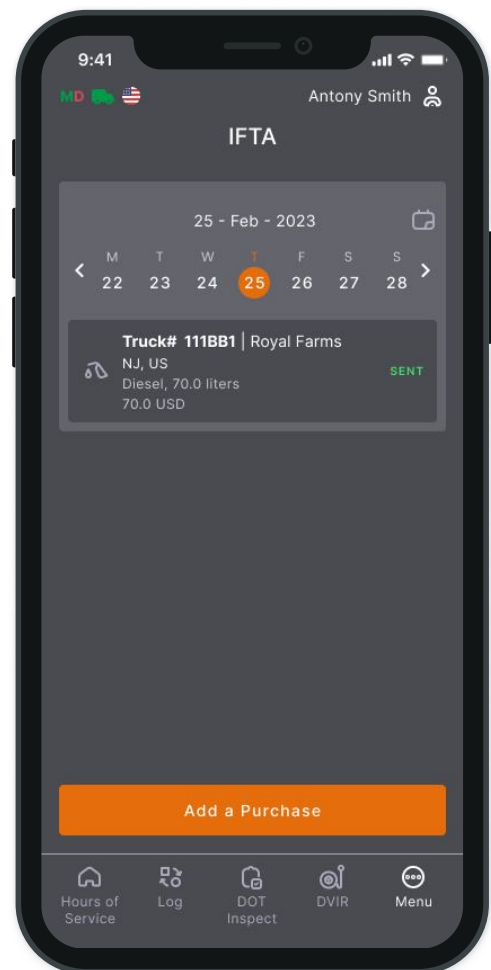 9:41
MD Antony Smith
IFTA
25 - Feb - 2023
M T W T F S S
22 23 24 25 26 27 28
Truck# 111BB1 | Royal Farms
NJ, US
Diesel, 70.0 liters
SENT
70.0 USD
Add a Purchase
Hours of Service
Log
DOT Inspect
DVIR
Menu